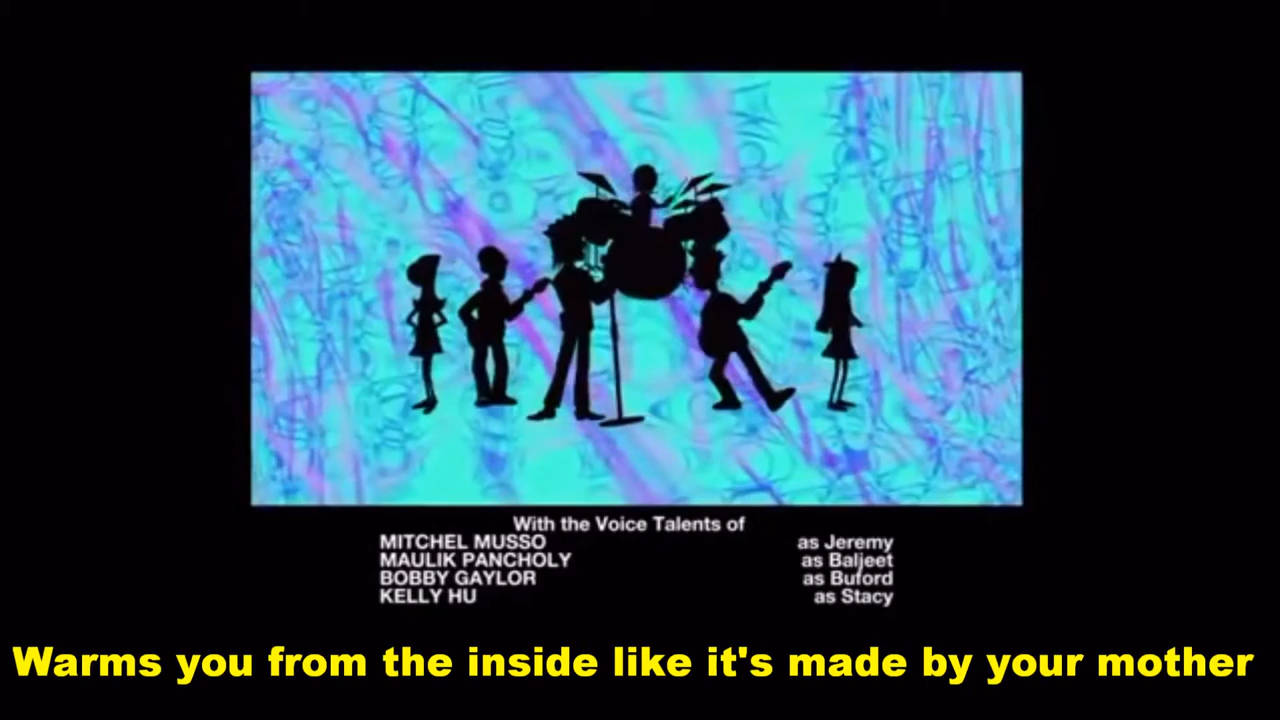 With the Voice Talents of
MITCHEL MUSSO as Jeremy
MAULIK PANCHOLY as Baljeet
BOBBY GAYLOR as Buford
KELLY HU as Stacy
Warms you from the inside like it's made by your mother